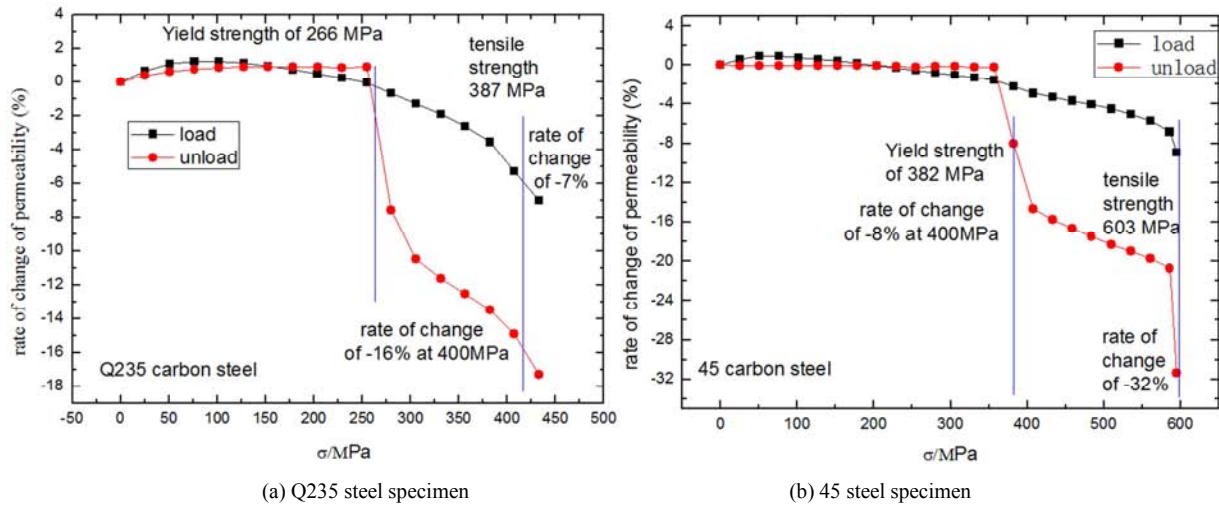 4
2
0
-2
-4
-6
-8
-10
-12
-14
-16
-18
rate of change of permeability (%)
Yield strength of 266 MPa
tensile
strength
387 MPa
load
unload
rate of
change
of -7%
rate of change
of -16% at 400MPa
Q235 carbon steel
-50 0 50 100 150 200 250 300 350 400 450 500
σ/MPa
(a) Q235 steel specimen
4
0
-4
-8
-12
-16
-20
-24
-28
-32
rate of change of permeability (%)
load
unload
Yield strength
of 382 MPa
rate of change
of -8% at 400MPa
tensile
strength
603 MPa
rate of
change
of -32%
45 carbon steel
0 100 200 300 400 500 600
σ/MPa
(b) 45 steel specimen